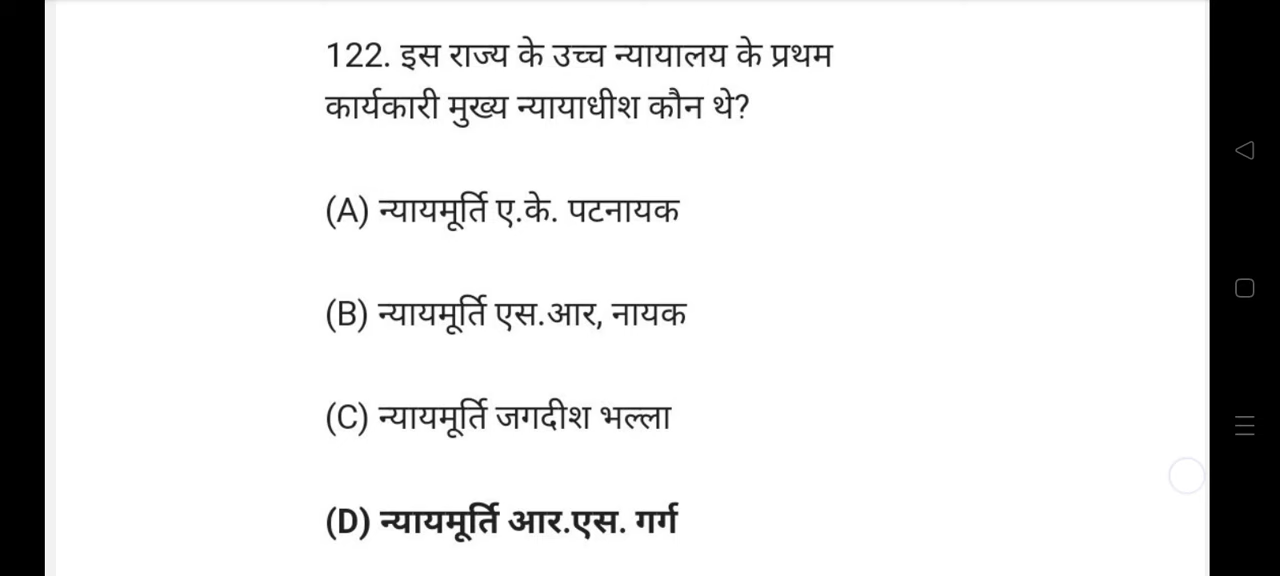 122. इस राज्य के उच्च न्यायालय के प्रथम
कार्यकारी मुख्य न्यायाधीश कौन थे?
(A) न्यायमूर्ति ए.के. पटनायक
(B) न्यायमूर्ति एस.आर, नायक
(C) न्यायमूर्ति जगदीश भल्ला
(D) न्यायमूर्ति आर.एस. गर्ग